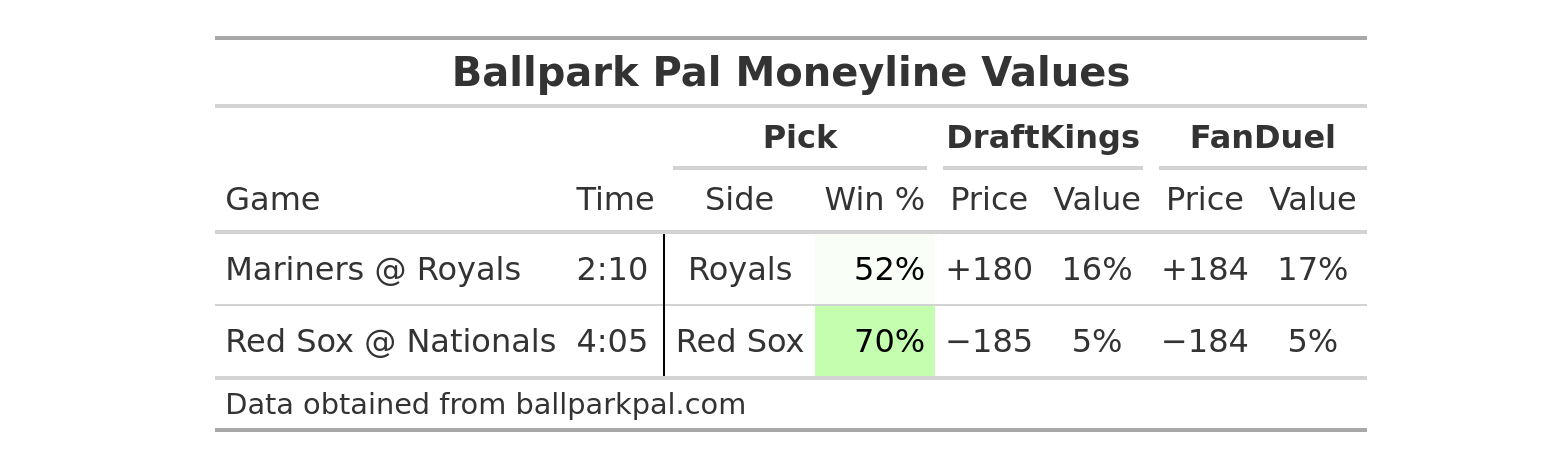 Ballpark Pal Moneyline Values
Pick DraftKings FanDuel
Game Time Side Win % Price Value Price Value
Mariners @ Royals 2:10 Royals 52% +180 16% +184 17%
Red Sox @ Nationals 4:05 Red Sox 70% −185 5% −184 5%
Data obtained from ballparkpal.com